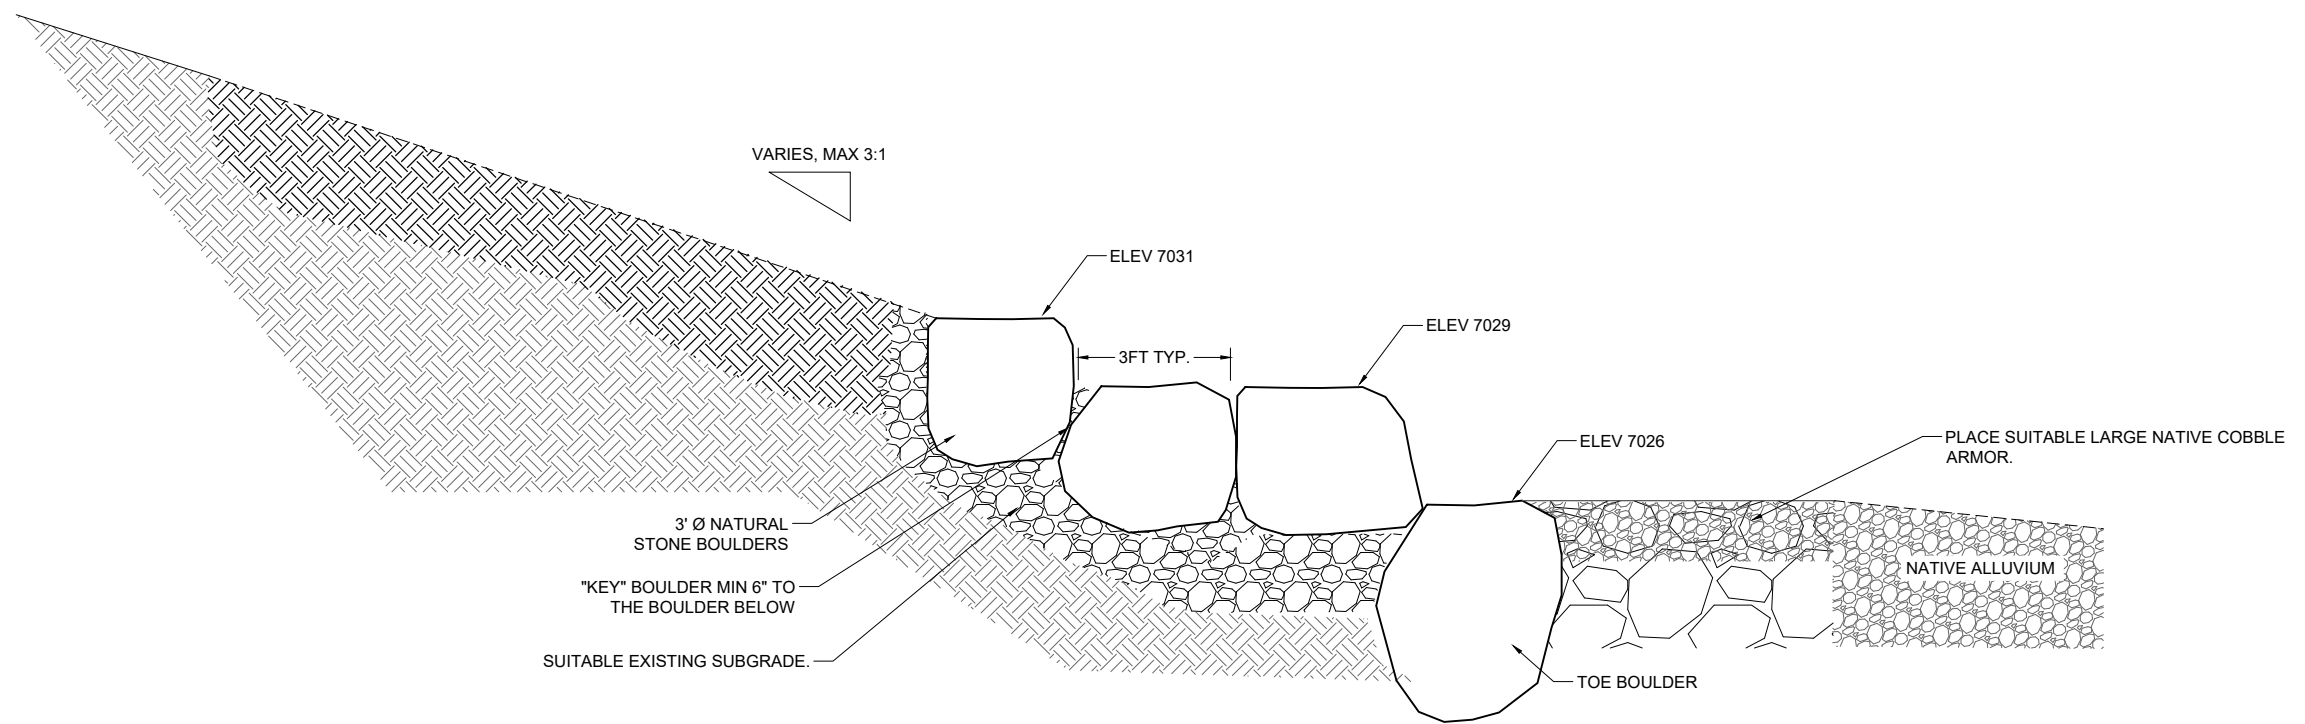 VARIES, MAX 3:1
ELEV 7031
ELEV 7029
3FT TYP.
ELEV 7026
PLACE SUITABLE LARGE NATIVE COBBLE
ARMOR.
3' Ø NATURAL
STONE BOULDERS
NATIVE ALLUVIUM
"KEY" BOULDER MIN 6" TO
THE BOULDER BELOW
SUITABLE EXISTING SUBGRADE.
TOE BOULDER